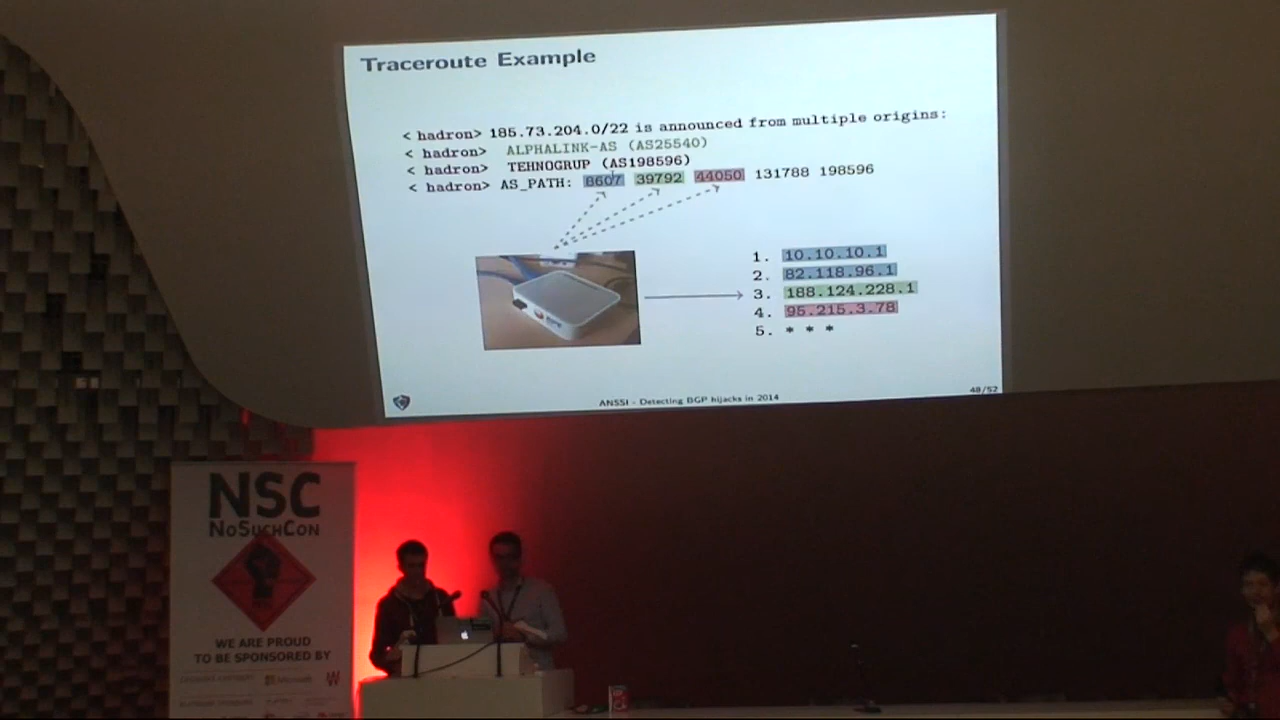 Traceroute Example
< hadron> 185.73.204.0/22 is announced from multiple origins:
< hadron> ALPHALINK-AS (AS25540)
< hadron> TEHNOGRUP (AS198596)
< hadron> AS_PATH: 8607 39792 44050 131788 198596
1. 10.10.10.1
2. 82.118.96.1
3. 188.124.228.1
4. 95.215.3.78
5. * * *
ANSSI - Detecting BGP hijacks in 2014
48/52
NSC
NoSuchCon
WE ARE PROUD
TO BE SPONSORED BY
Microsoft